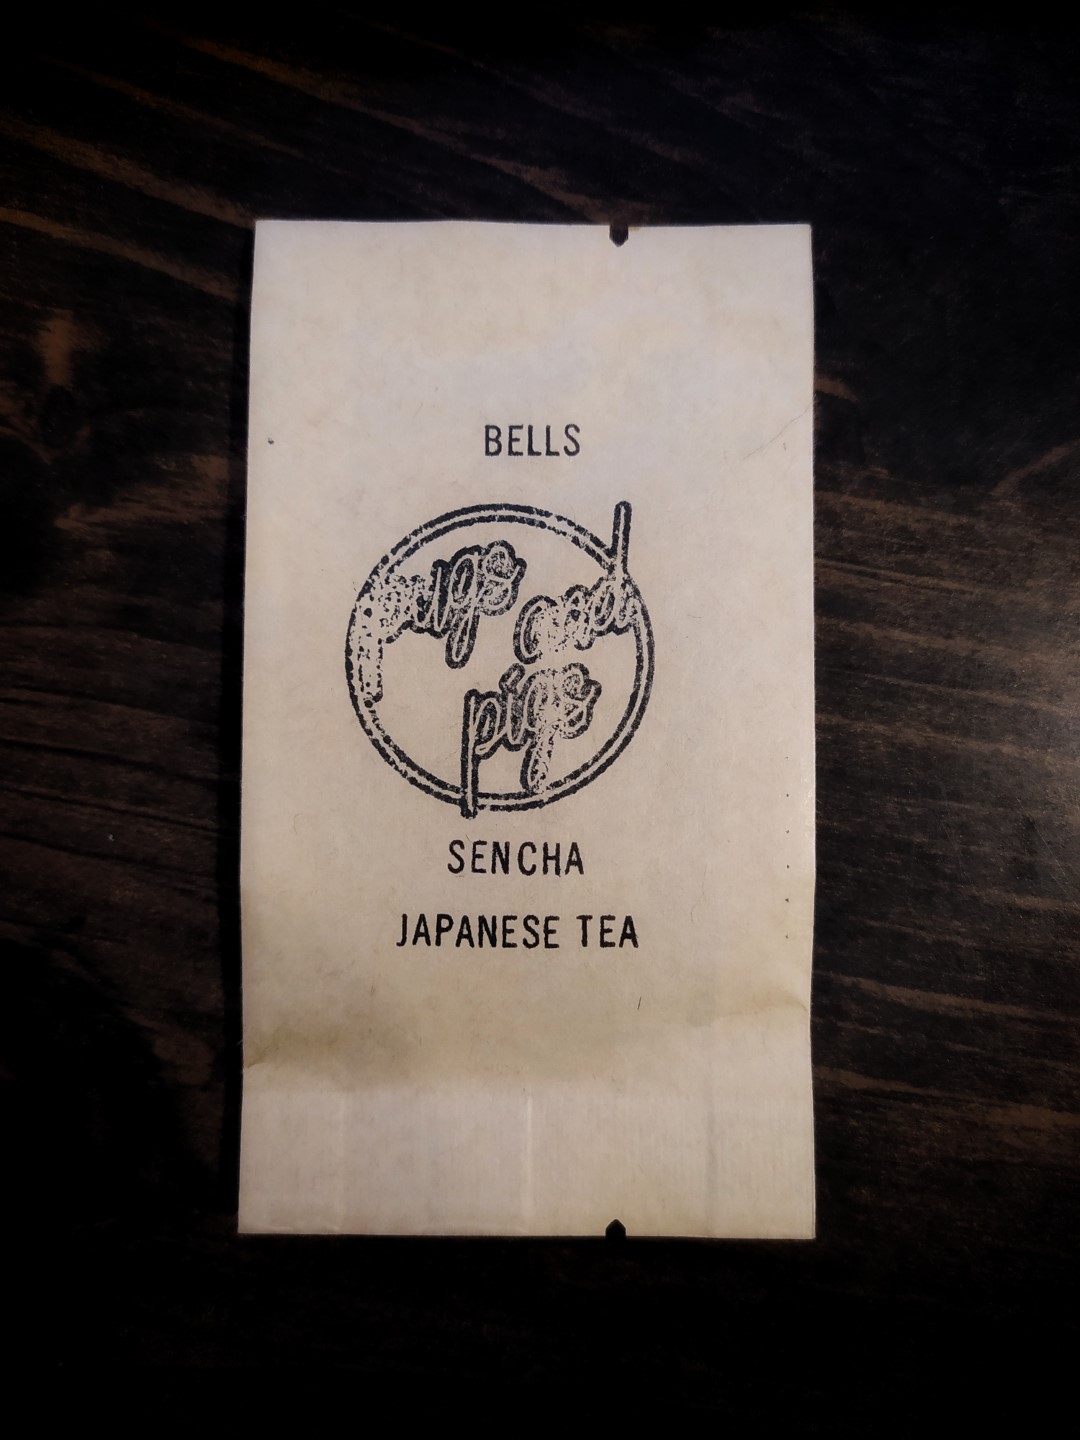 BELLS
pugs
and
pigs
SENCHA
JAPANESE TEA